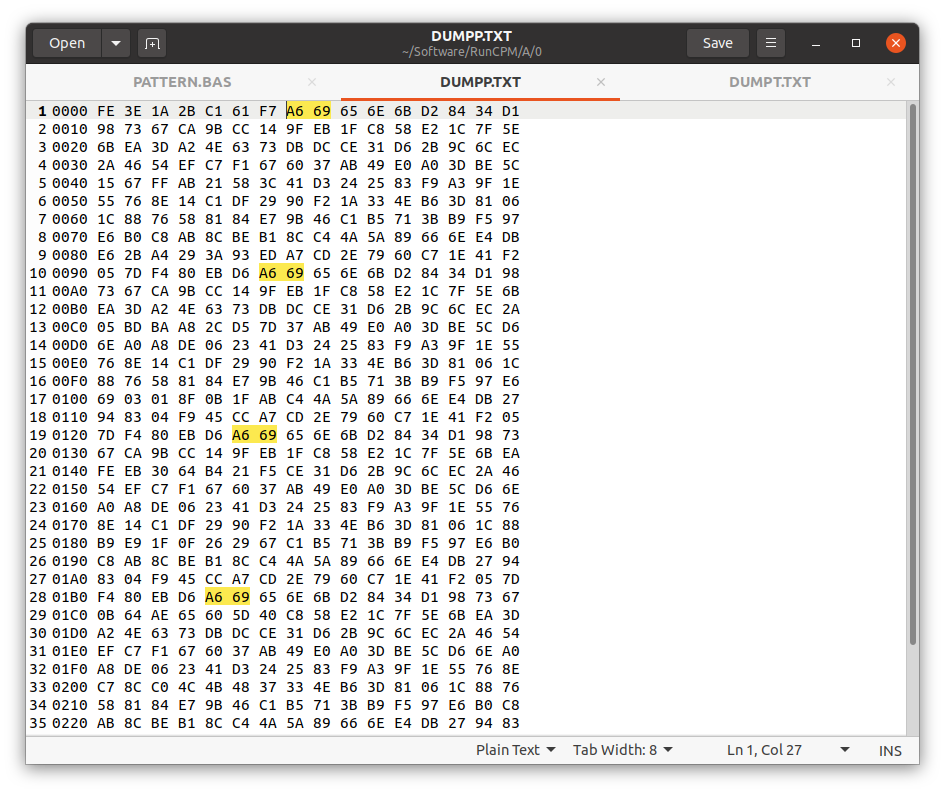 Open
DUMPP.TXT
~/Software/RunCPM/A/0
Save
PATTERN.BAS × DUMPP.TXT × DUMPT.TXT ×
1 0000 FE 3E 1A 2B C1 61 F7 A6 69 65 6E 6B D2 84 34 D1
2 0010 98 73 67 CA 9B CC 14 9F EB 1F C8 58 E2 1C 7F 5E
3 0020 6B EA 3D A2 4E 63 73 DB DC CE 31 D6 2B 9C 6C EC
4 0030 2A 46 54 EF C7 F1 67 60 37 AB 49 E0 A0 3D BE 5C
5 0040 15 67 FF AB 21 58 3C 41 D3 24 25 83 F9 A3 9F 1E
6 0050 55 76 8E 14 C1 DF 29 90 F2 1A 33 4E B6 3D 81 06
7 0060 1C 88 76 58 81 84 E7 9B 46 C1 B5 71 3B B9 F5 97
8 0070 E6 B0 C8 AB 8C BE B1 8C C4 4A 5A 89 66 6E E4 DB
9 0080 E6 2B A4 29 3A 93 ED A7 CD 2E 79 60 C7 1E 41 F2
10 0090 05 7D F4 80 EB D6 A6 69 65 6E 6B D2 84 34 D1 98
11 00A0 73 67 CA 9B CC 14 9F EB 1F C8 58 E2 1C 7F 5E 6B
12 00B0 EA 3D A2 4E 63 73 DB DC CE 31 D6 2B 9C 6C EC 2A
13 00C0 05 BD BA A8 2C D5 7D 37 AB 49 E0 A0 3D BE 5C D6
14 00D0 6E A0 A8 DE 06 23 41 D3 24 25 83 F9 A3 9F 1E 55
15 00E0 76 8E 14 C1 DF 29 90 F2 1A 33 4E B6 3D 81 06 1C
16 00F0 88 76 58 81 84 E7 9B 46 C1 B5 71 3B B9 F5 97 E6
17 0100 69 03 01 8F 0B 1F AB C4 4A 5A 89 66 6E E4 DB 27
18 0110 94 83 04 F9 45 CC A7 CD 2E 79 60 C7 1E 41 F2 05
19 0120 7D F4 80 EB D6 A6 69 65 6E 6B D2 84 34 D1 98 73
20 0130 67 CA 9B CC 14 9F EB 1F C8 58 E2 1C 7F 5E 6B EA
21 0140 FE EB 30 64 B4 21 F5 CE 31 D6 2B 9C 6C EC 2A 46
22 0150 54 EF C7 F1 67 60 37 AB 49 E0 A0 3D BE 5C D6 6E
23 0160 A0 A8 DE 06 23 41 D3 24 25 83 F9 A3 9F 1E 55 76
24 0170 8E 14 C1 DF 29 90 F2 1A 33 4E B6 3D 81 06 1C 88
25 0180 B9 E9 1F 0F 26 29 67 C1 B5 71 3B B9 F5 97 E6 B0
26 0190 C8 AB 8C BE B1 8C C4 4A 5A 89 66 6E E4 DB 27 94
27 01A0 83 04 F9 45 CC A7 CD 2E 79 60 C7 1E 41 F2 05 7D
28 01B0 F4 80 EB D6 A6 69 65 6E 6B D2 84 34 D1 98 73 67
29 01C0 0B 64 AE 65 60 5D 40 C8 58 E2 1C 7F 5E 6B EA 3D
30 01D0 A2 4E 63 73 DB DC CE 31 D6 2B 9C 6C EC 2A 46 54
31 01E0 EF C7 F1 67 60 37 AB 49 E0 A0 3D BE 5C D6 6E A0
32 01F0 A8 DE 06 23 41 D3 24 25 83 F9 A3 9F 1E 55 76 8E
33 0200 C7 8C C0 4C 4B 48 37 33 4E B6 3D 81 06 1C 88 76
34 0210 58 81 84 E7 9B 46 C1 B5 71 3B B9 F5 97 E6 B0 C8
35 0220 AB 8C BE B1 8C C4 4A 5A 89 66 6E E4 DB 27 94 83
Plain Text Tab Width: 8 Ln 1, Col 27 INS